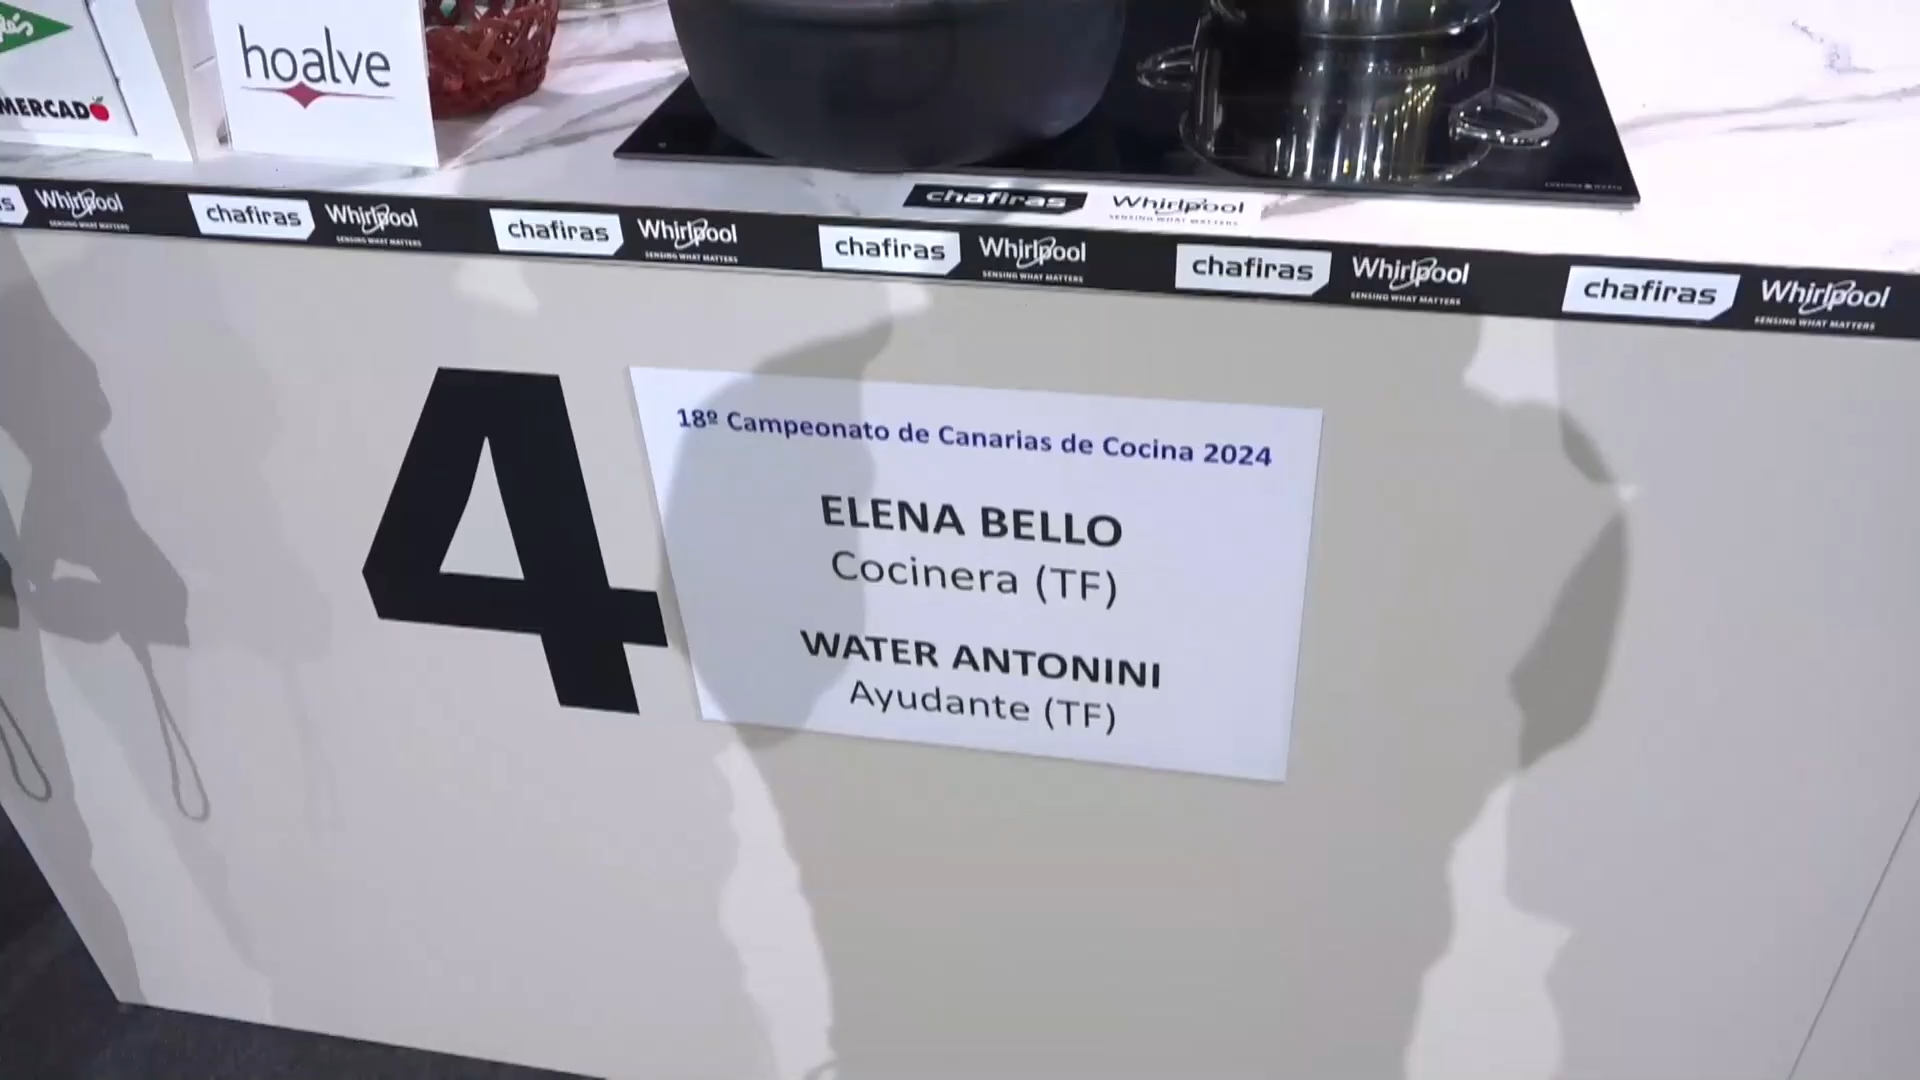 hoalve
MERCADO
chafiras Whirlpool
SENSING WHAT MATTERS
s Whirlpool chafiras Whirlpool chafiras Whirlpool chafiras Whirlpool chafiras Whirlpool chafiras Whirlpool
SENSING WHAT MATTERS SENSING WHAT MATTERS SENSING WHAT MATTERS SENSING WHAT MATTERS SENSING WHAT MATTERS SENSING WHAT MATTERS
4
18º Campeonato de Canarias de Cocina 2024
ELENA BELLO
Cocinera (TF)
WATER ANTONINI
Ayudante (TF)